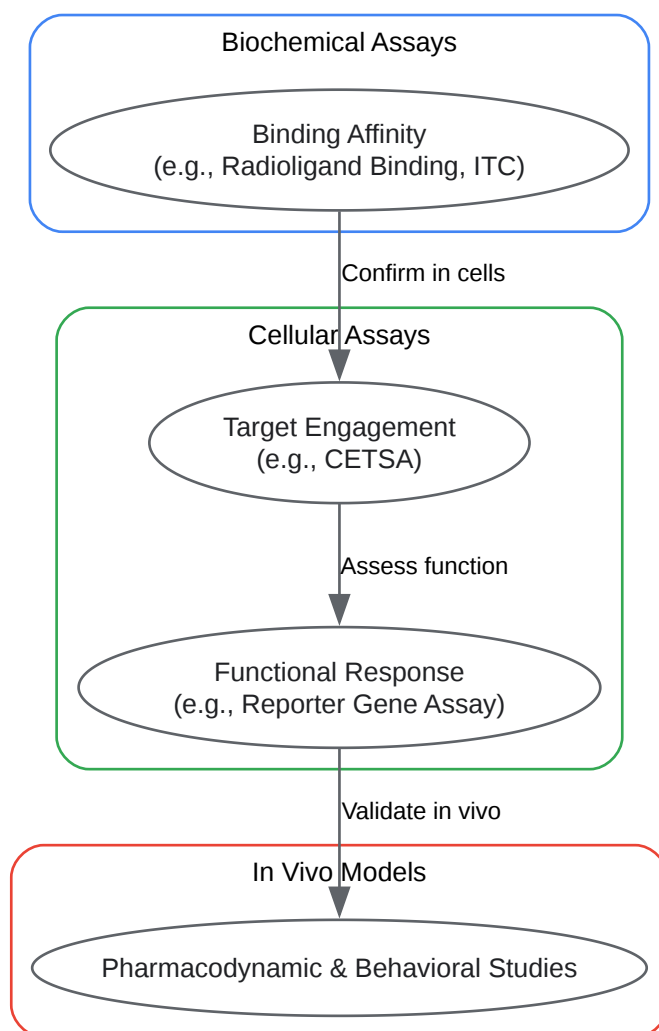 Biochemical Assays
Binding Affinity
(e.g., Radioligand Binding, ITC)
Confirm in cells
Cellular Assays
Target Engagement
(e.g., CETSA)
Assess function
Functional Response
(e.g., Reporter Gene Assay)
Validate in vivo
In Vivo Models
Pharmacodynamic & Behavioral Studies